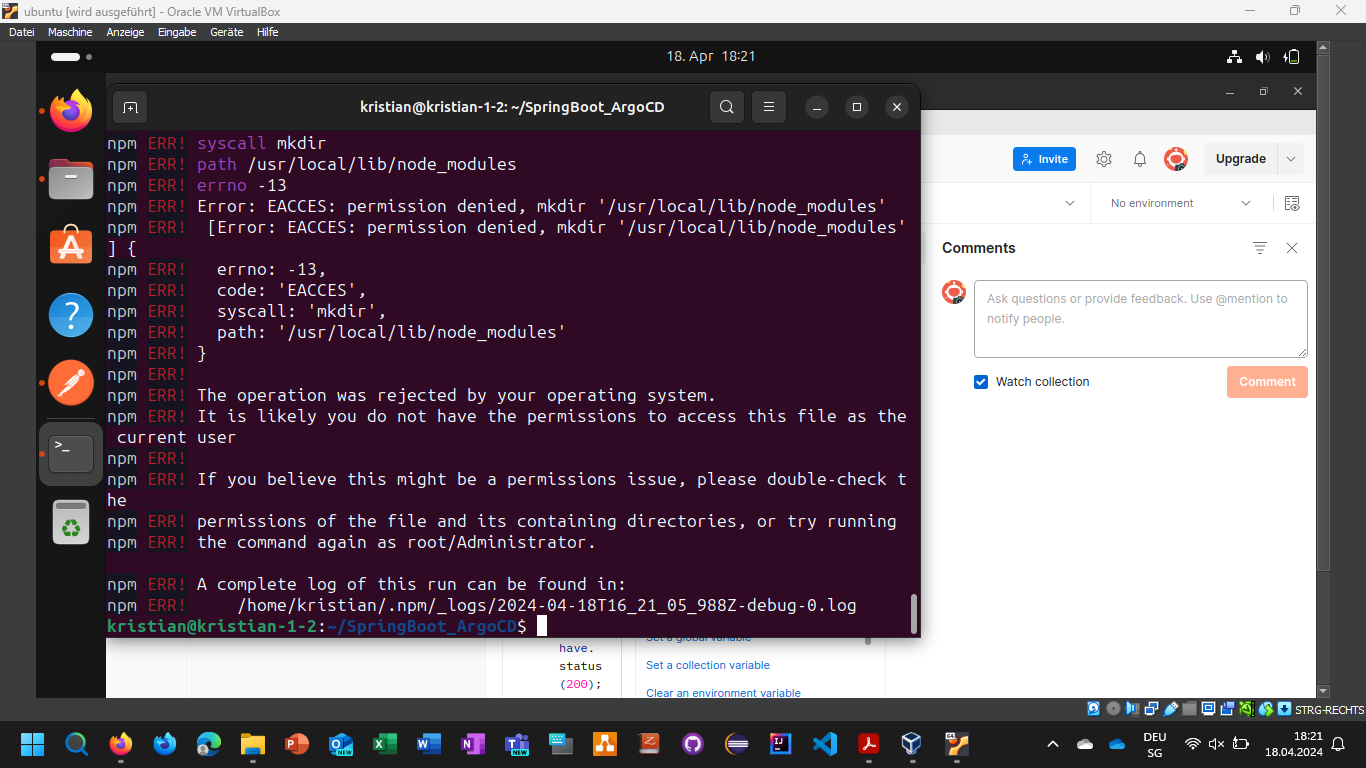 ubuntu [wird ausgeführt] - Oracle VM VirtualBox
Datei Maschine Anzeige Eingabe Geräte Hilfe
18. Apr 18:21
kristian@kristian-1-2: ~/SpringBoot_ArgoCD
npm ERR! syscall mkdir
npm ERR! path /usr/local/lib/node_modules
npm ERR! errno -13
npm ERR! Error: EACCES: permission denied, mkdir '/usr/local/lib/node_modules'
npm ERR!  [Error: EACCES: permission denied, mkdir '/usr/local/lib/node_modules'
] {
npm ERR!   errno: -13,
npm ERR!   code: 'EACCES',
npm ERR!   syscall: 'mkdir',
npm ERR!   path: '/usr/local/lib/node_modules'
npm ERR! }
npm ERR!
npm ERR! The operation was rejected by your operating system.
npm ERR! It is likely you do not have the permissions to access this file as the
 current user
npm ERR!
npm ERR! If you believe this might be a permissions issue, please double-check t
he
npm ERR! permissions of the file and its containing directories, or try running
npm ERR! the command again as root/Administrator.
npm ERR! A complete log of this run can be found in:
npm ERR!     /home/kristian/.npm/_logs/2024-04-18T16_21_05_988Z-debug-0.log
kristian@kristian-1-2:~/SpringBoot_ArgoCD$
Invite
Upgrade
No environment
Comments
Ask questions or provide feedback. Use @mention to
notify people.
Watch collection
Comment
Set a global variable
have.
status
(200);
Set a collection variable
Clear an environment variable
STRG-RECHTS
DEU
SG
18:21
18.04.2024